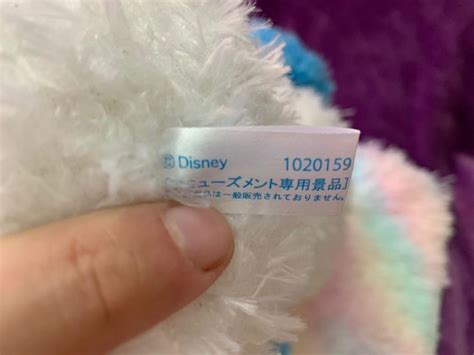 © Disney 1020159
ューズメント専用景品】
品は一般販売されておりません。